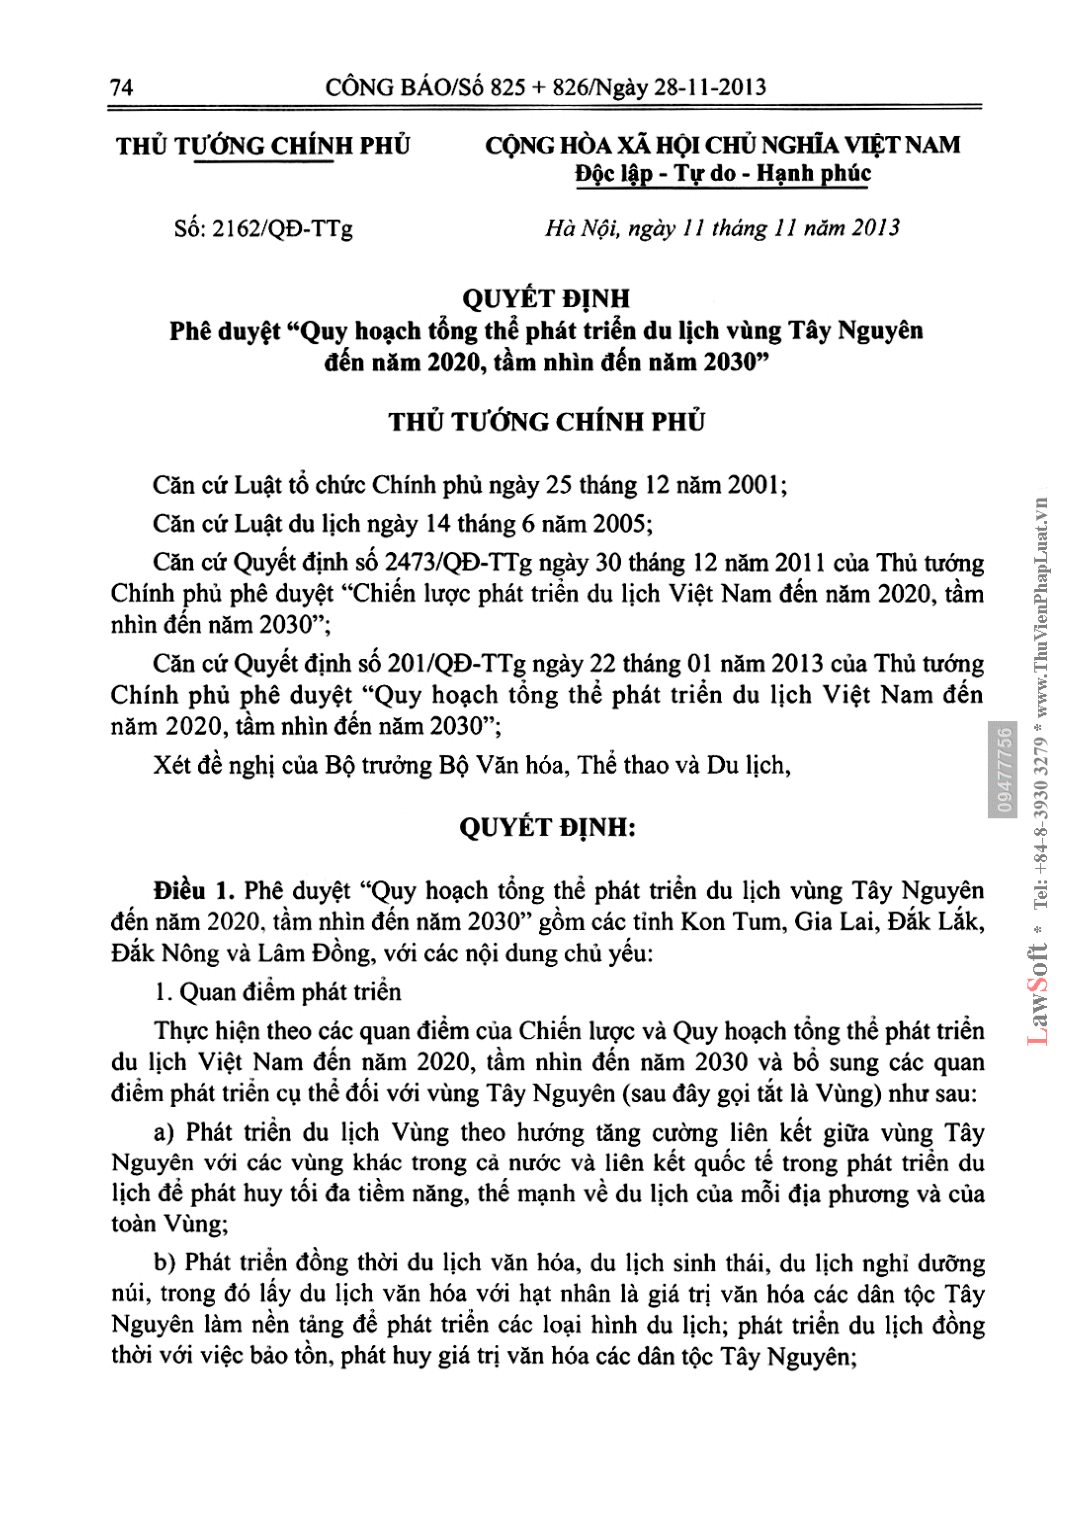 74
CÔNG BÁO/Số 825 + 826/Ngày 28-11-2013
THỦ TƯỚNG CHÍNH PHỦ
CỘNG HÒA XÃ HỘI CHỦ NGHĨA VIỆT NAM
Độc lập - Tự do - Hạnh phúc
Số: 2162/QĐ-TTg
Hà Nội, ngày 11 tháng 11 năm 2013
QUYẾT ĐỊNH
Phê duyệt “Quy hoạch tổng thể phát triển du lịch vùng Tây Nguyên
đến năm 2020, tầm nhìn đến năm 2030”
THỦ TƯỚNG CHÍNH PHỦ
Căn cứ Luật tổ chức Chính phủ ngày 25 tháng 12 năm 2001;
Căn cứ Luật du lịch ngày 14 tháng 6 năm 2005;
Căn cứ Quyết định số 2473/QĐ-TTg ngày 30 tháng 12 năm 2011 của Thủ tướng
Chính phủ phê duyệt “Chiến lược phát triển du lịch Việt Nam đến năm 2020, tầm
nhìn đến năm 2030”;
Căn cứ Quyết định số 201/QĐ-TTg ngày 22 tháng 01 năm 2013 của Thủ tướng
Chính phủ phê duyệt “Quy hoạch tổng thể phát triển du lịch Việt Nam đến
năm 2020, tầm nhìn đến năm 2030”;
Xét đề nghị của Bộ trưởng Bộ Văn hóa, Thể thao và Du lịch,
QUYẾT ĐỊNH:
Điều 1. Phê duyệt “Quy hoạch tổng thể phát triển du lịch vùng Tây Nguyên
đến năm 2020, tầm nhìn đến năm 2030” gồm các tỉnh Kon Tum, Gia Lai, Đắk Lắk,
Đắk Nông và Lâm Đồng, với các nội dung chủ yếu:
1. Quan điểm phát triển
Thực hiện theo các quan điểm của Chiến lược và Quy hoạch tổng thể phát triển
du lịch Việt Nam đến năm 2020, tầm nhìn đến năm 2030 và bổ sung các quan
điểm phát triển cụ thể đối với vùng Tây Nguyên (sau đây gọi tắt là Vùng) như sau:
a) Phát triển du lịch Vùng theo hướng tăng cường liên kết giữa vùng Tây
Nguyên với các vùng khác trong cả nước và liên kết quốc tế trong phát triển du
lịch để phát huy tối đa tiềm năng, thế mạnh về du lịch của mỗi địa phương và của
toàn Vùng;
b) Phát triển đồng thời du lịch văn hóa, du lịch sinh thái, du lịch nghỉ dưỡng
núi, trong đó lấy du lịch văn hóa với hạt nhân là giá trị văn hóa các dân tộc Tây
Nguyên làm nền tảng để phát triển các loại hình du lịch; phát triển du lịch đồng
thời với việc bảo tồn, phát huy giá trị văn hóa các dân tộc Tây Nguyên;
09477756
LawSoft * Tel: +84-8-3930 3279 * www.ThuVienPhapLuat.vn